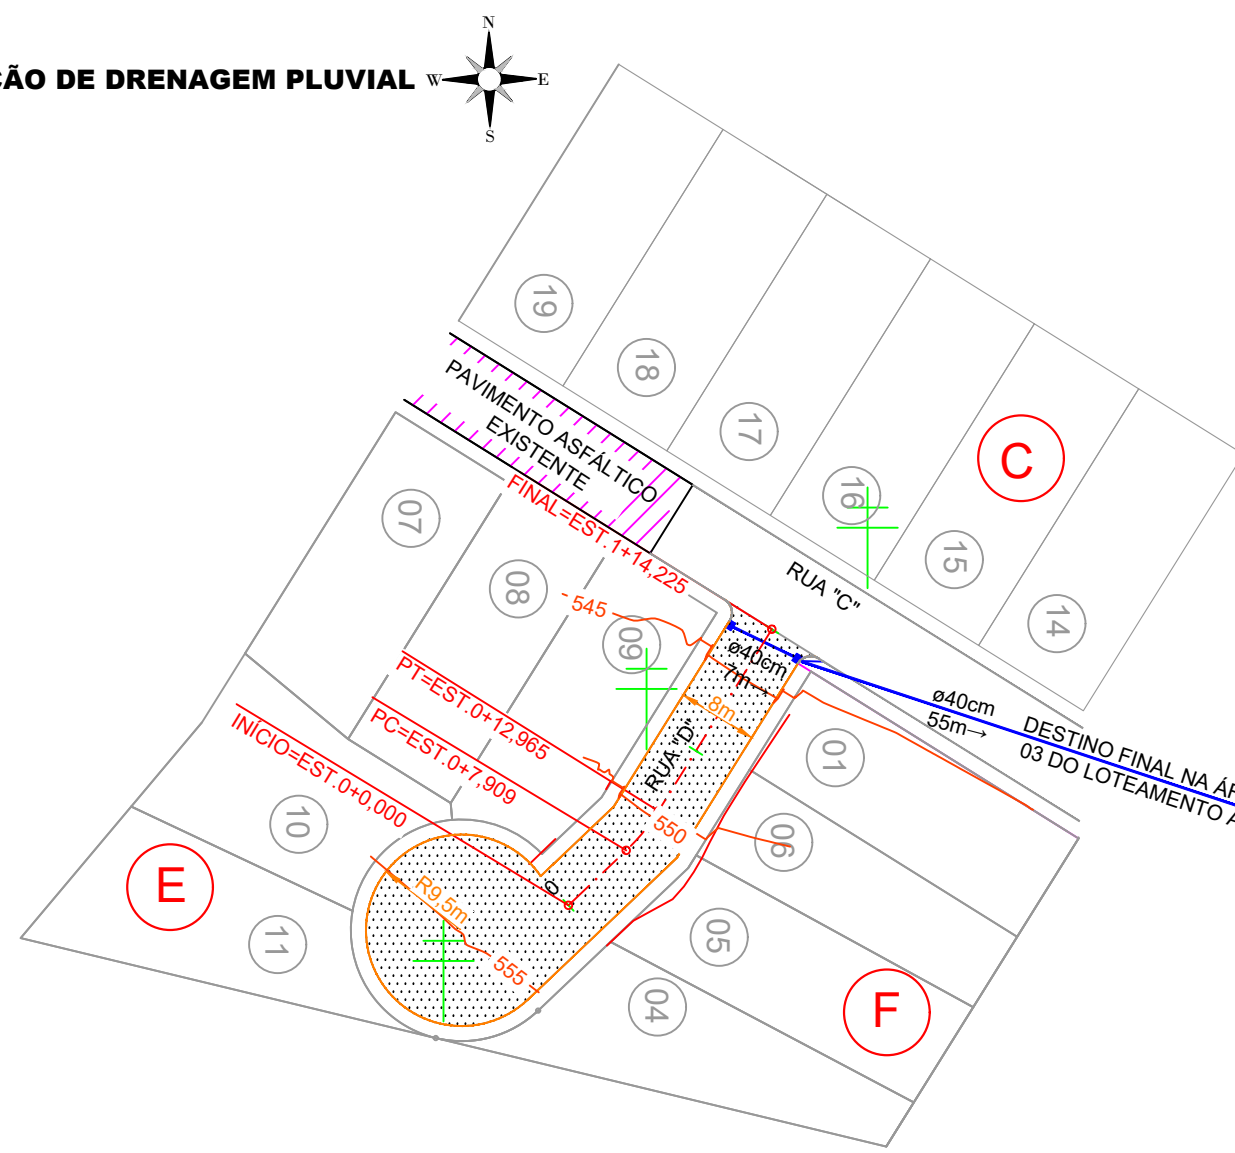 ÇÃO DE DRENAGEM PLUVIAL
N
W
E
S
19
18
17
16
15
14
C
PAVIMENTO ASFÁLTICO
EXISTENTE
FINAL=EST.1+14,225
RUA "C"
07
08
09
545
ø40cm
7m→
8m
RUA "D"
PT=EST.0+12,965
PC=EST.0+7,909
INÍCIO=EST.0+0,000
ø40cm
55m→
DESTINO FINAL NA ÁR
03 DO LOTEAMENTO A
01
06
550
10
E
11
0
R9,5m
555
05
04
F